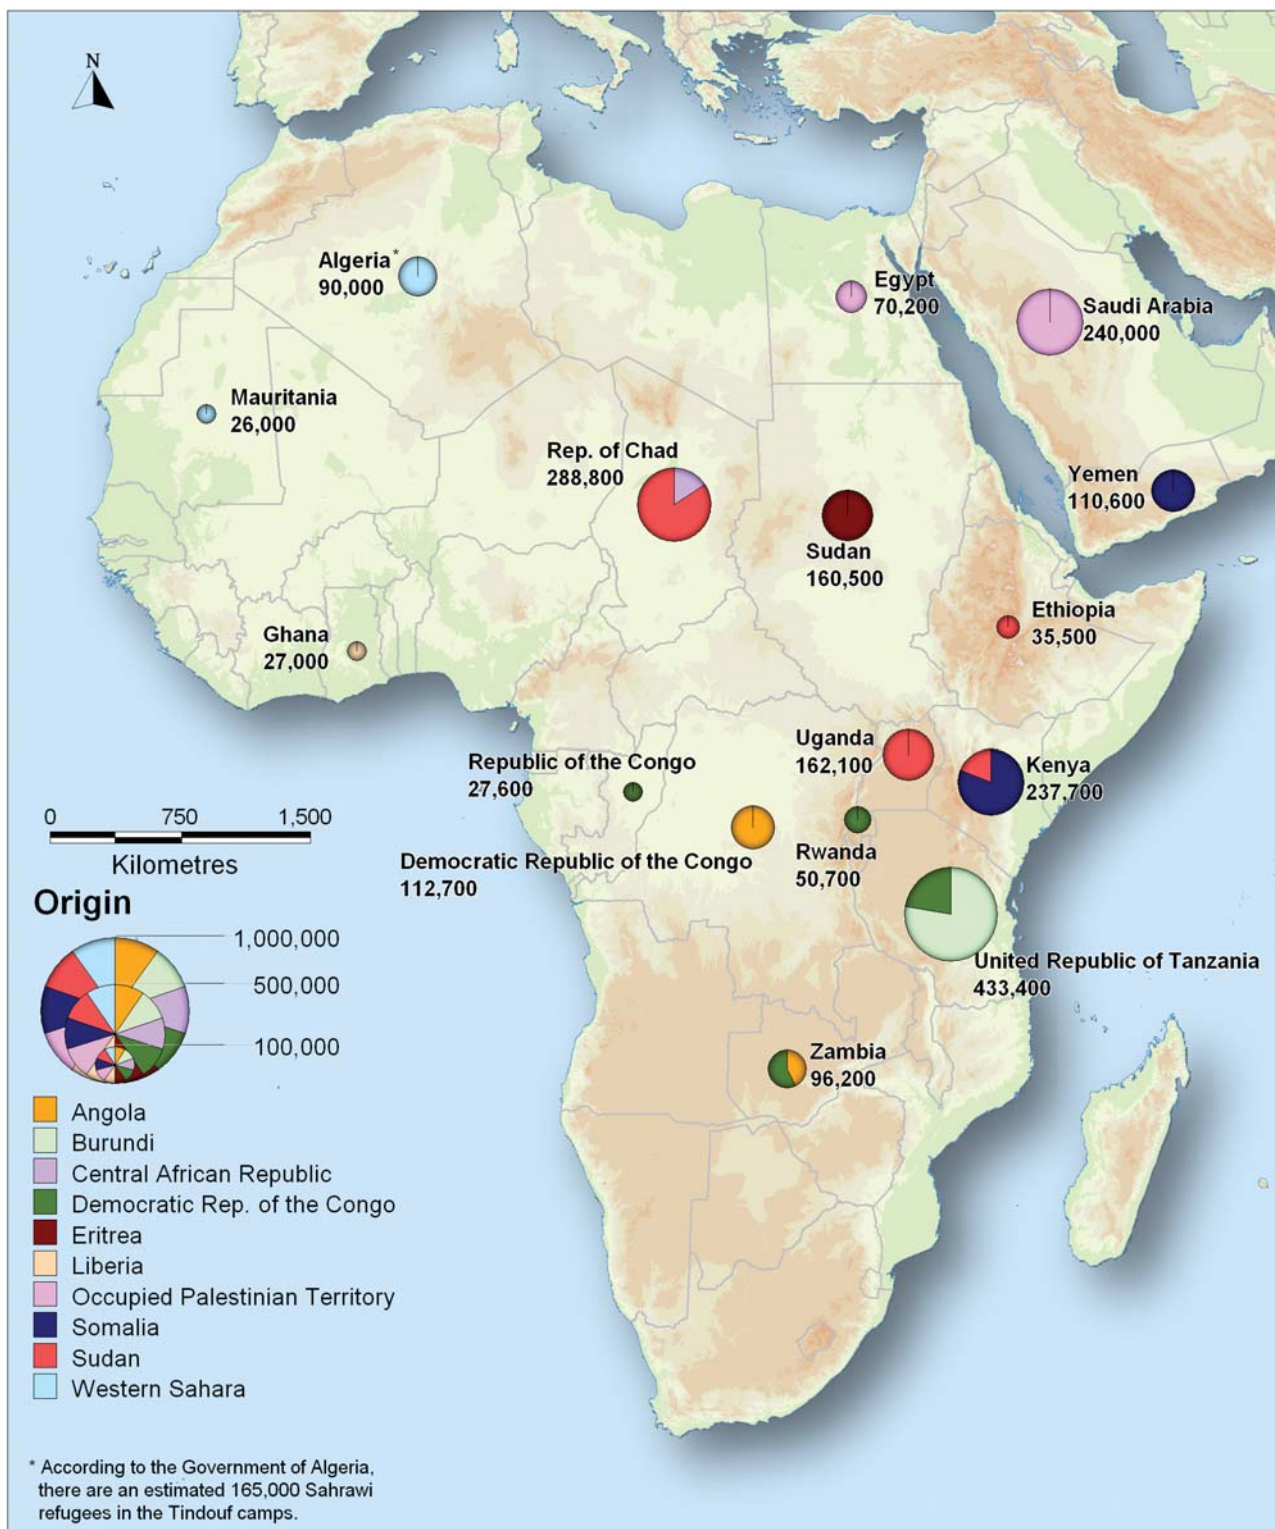 N
Algeria*
90,000
Egypt
70,200
Saudi Arabia
240,000
Mauritania
26,000
Rep. of Chad
288,800
Yemen
110,600
Sudan
160,500
Ethiopia
35,500
Ghana
27,000
Uganda
162,100
Republic of the Congo
27,600
Kenya
237,700
Democratic Republic of the Congo
112,700
Rwanda
50,700
United Republic of Tanzania
433,400
Zambia
96,200
0 750 1,500
Kilometres
Origin
1,000,000
500,000
100,000
Angola
Burundi
Central African Republic
Democratic Rep. of the Congo
Eritrea
Liberia
Occupied Palestinian Territory
Somalia
Sudan
Western Sahara
* According to the Government of Algeria,
there are an estimated 165,000 Sahrawi
refugees in the Tindouf camps.